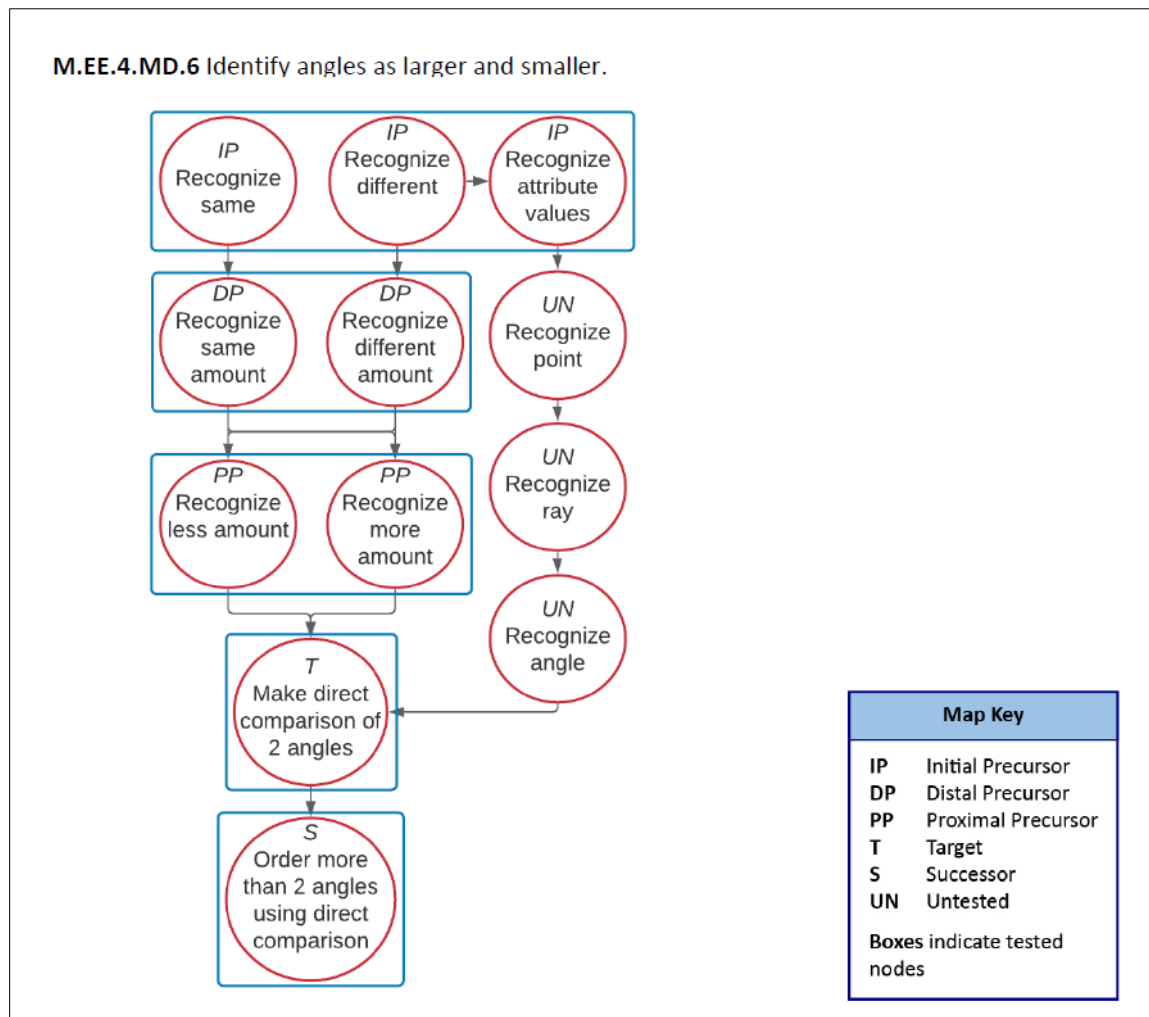 M.EE.4.MD.6 Identify angles as larger and smaller.
IP
Recognize
same
IP
Recognize
different
IP
Recognize
attribute
values
DP
Recognize
same
amount
DP
Recognize
different
amount
UN
Recognize
point
PP
Recognize
less amount
PP
Recognize
more
amount
UN
Recognize
ray
UN
Recognize
angle
T
Make direct
comparison of
2 angles
S
Order more
than 2 angles
using direct
comparison
Map Key
IP Initial Precursor
DP Distal Precursor
PP Proximal Precursor
T Target
S Successor
UN Untested
Boxes indicate tested
nodes